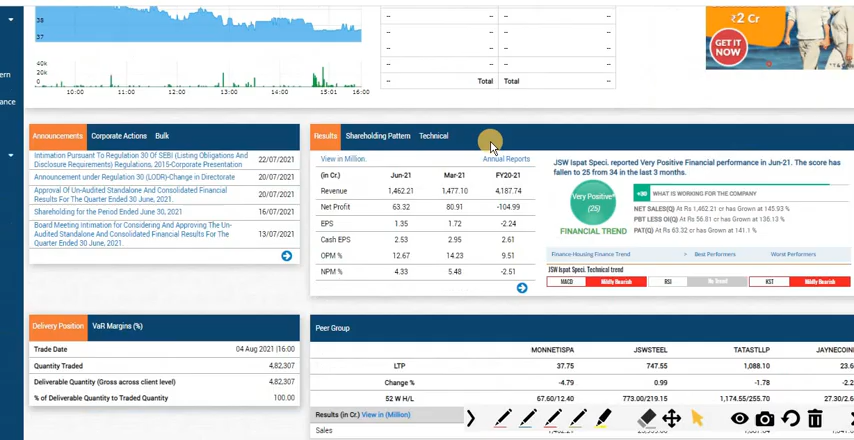 38
37
40k
20k
0
10:00 11:00 12:00 13:00 14:00 15:01 16:00
-- -- -- --
-- -- -- --
-- -- -- --
-- -- -- --
-- Total Total --
₹2 Cr
GET IT
NOW
ern
ance
Announcements Corporate Actions Bulk
Intimation Pursuant To Regulation 30 Of SEBI (Listing Obligations And
Disclosure Requirements) Regulations, 2015-Corporate Presentation 22/07/2021
Announcement under Regulation 30 (LODR)-Change in Directorate 20/07/2021
Approval Of Un-Audited Standalone And Consolidated Financial
Results For The Quarter Ended 30 June, 2021. 20/07/2021
Shareholding for the Period Ended June 30, 2021 16/07/2021
Board Meeting Intimation for Considering And Approving The Un-
Audited Standalone And Consolidated Financial Results For The
Quarter Ended 30 June, 2021. 13/07/2021
Results Shareholding Pattern Technical
View in Million. Annual Reports
(in Cr.) Jun-21 Mar-21 FY20-21
Revenue 1,462.21 1,477.10 4,187.74
Net Profit 63.32 80.91 -104.99
EPS 1.35 1.72 -2.24
Cash EPS 2.53 2.95 2.61
OPM % 12.67 14.23 9.51
NPM % 4.33 5.48 -2.51
JSW Ispat Speci. reported Very Positive Financial performance in Jun-21. The score has
fallen to 25 from 34 in the last 3 months.
Very Positive
(25)
FINANCIAL TREND
WHAT IS WORKING FOR THE COMPANY
NET SALES(Q) At Rs 1,462.21 cr has Grown at 145.93 %
PBT LESS OI(Q) At Rs 56.81 cr has Grown at 136.13 %
PAT(Q) At Rs 63.32 cr has Grown at 141.1 %
Finance Housing Finance Trend > Best Performers Worst Performers
JSW Ispat Speci. Technical trend
MACD Mildly Bearish RSI No Trend KST Mildly Bearish
Delivery Position VaR Margins (%)
Trade Date 04 Aug 2021 |16:00
Quantity Traded 4,82,307
Deliverable Quantity (Gross across client level) 4,82,307
% of Deliverable Quantity to Traded Quantity 100.00
Peer Group
MONNETISPA JSWSTEEL TATASTLLP JAYNECOIN
LTP 37.75 747.55 1,088.10 23.6
Change % -4.79 0.99 -1.78 -2.2
52 W H/L 67.60/12.40 773.00/219.15 1,174.55/255.70 27.30/2.6
Results (in Cr.) View in (Million)
Sales